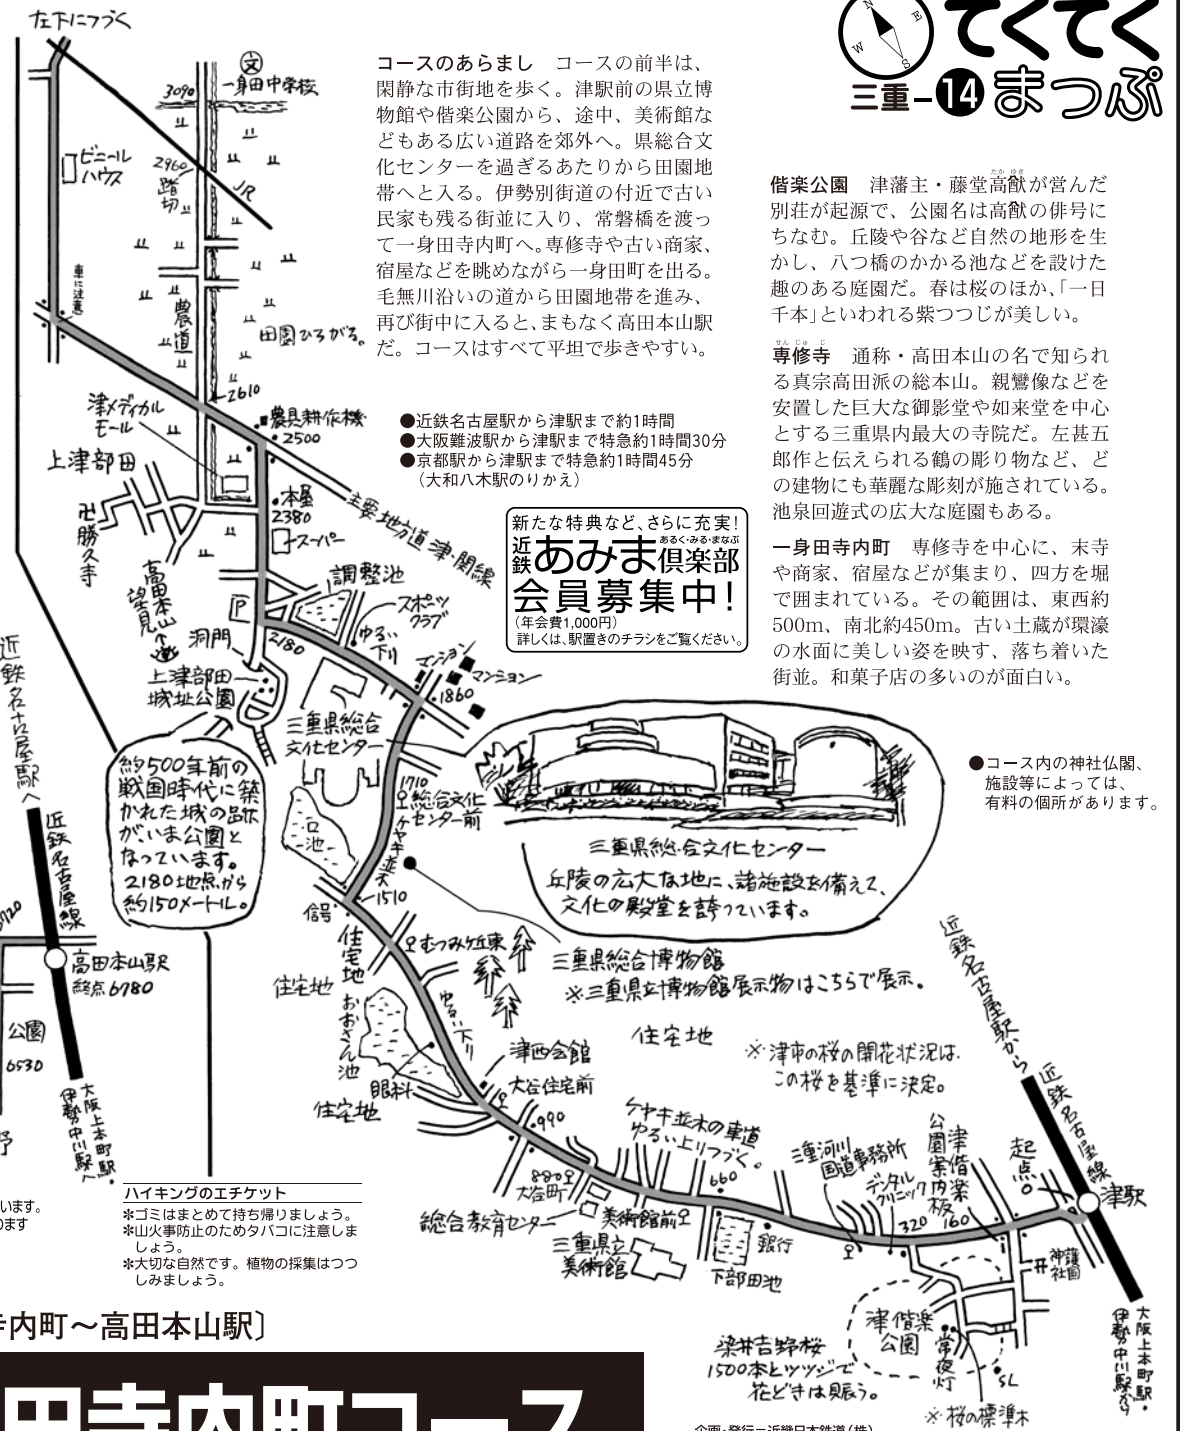 てくてく
三重－14 まっぷ
N
E
W
S
コースのあらまし　コースの前半は、
閑静な市街地を歩く。津駅前の県立博
物館や偕楽公園から、途中、美術館な
どもある広い道路を郊外へ。県総合文
化センターを過ぎるあたりから田園地
帯へと入る。伊勢別街道の付近で古い
民家も残る街並に入り、常磐橋を渡っ
て一身田寺内町へ。専修寺や古い商家、
宿屋などを眺めながら一身田町を出る。
毛無川沿いの道から田園地帯を進み、
再び街中に入ると、まもなく高田本山駅
だ。コースはすべて平坦で歩きやすい。
●近鉄名古屋駅から津駅まで約1時間
●大阪難波駅から津駅まで特急約1時間30分
●京都駅から津駅まで特急約1時間45分
（大和八木駅のりかえ）
新たな特典など、さらに充実！
近鉄あみま倶楽部
あるく・みる・まなぶ
会員募集中！
（年会費1,000円）
詳しくは、駅置きのチラシをご覧ください。
偕楽公園　津藩主・藤堂高猷が営んだ
たか ゆき
別荘が起源で、公園名は高猷の俳号に
ちなむ。丘陵や谷など自然の地形を生
かし、八つ橋のかかる池などを設けた
趣のある庭園だ。春は桜のほか、「一日
千本」といわれる紫つつじが美しい。
せん じゅ じ
専修寺　通称・高田本山の名で知られ
る真宗高田派の総本山。親鸞像などを
安置した巨大な御影堂や如来堂を中心
とする三重県内最大の寺院だ。左甚五
郎作と伝えられる鶴の彫り物など、ど
の建物にも華麗な彫刻が施されている。
池泉回遊式の広大な庭園もある。
一身田寺内町　専修寺を中心に、末寺
や商家、宿屋などが集まり、四方を堀
で囲まれている。その範囲は、東西約
500m、南北約450m。古い土蔵が環濠
の水面に美しい姿を映す、落ち着いた
街並。和菓子店の多いのが面白い。
●コース内の神社仏閣、
施設等によっては、
有料の個所があります。
左下につづく
文
一身田中学校
3090
ビニール
ハウス
2960
踏切
JR
車に注意
農道
田園ひろがる。
2610
津メディカル
モール
農具耕作機
2500
上津部田
本屋
2380
スーパー
主要地方道 津・関線
卍勝久寺
高田本山
望見
調整池
スポーツ
クラブ
P
洞門
2180
ゆるい
下り
マンション
マンション
上津部田
城址公園
1860
三重県総合
文化センター
約500年前の
戦国時代に築
かれた城の跡
が、いま公園と
なっています。
2180地点から
約150メートル。
1710
総合文化
センター前
口池
ケヤキ並木
1510
信号
三重県総合文化センター
丘陵の広大な地に、諸施設を備えて、
文化の殿堂を誇っています。
近鉄名古屋駅へ
近鉄名古屋線
高田本山駅
終点6780
6720
公園
6530
大阪上本町駅・
伊勢中川駅へ
住宅地
むつみヶ丘東
三重県総合博物館
※三重県立博物館展示物はこちらで展示。
住宅地
おおさん池
ゆるい下り
住宅地
眼科
住宅地
津西会館
大谷住宅前
※津市の桜の開花状況は、
この桜を基準に決定。
990
ケヤキ並木の車道
ゆるい上りつづく。
880
大谷町
660
総合教育センター
美術館前
三重県立
美術館
銀行
下部田池
三重河川
国道事務所
デンタル
クリニック
320
津偕楽
公園案内板
160
起点
0
津駅
近鉄名古屋駅から
近鉄名古屋線
護国
神社
津偕楽
公園
常夜灯
SL
染井吉野桜
1500本とツツジで
花どきは賑う。
※桜の標準木
大阪上本町駅・
伊勢中川駅から
います。
ります
ハイキングのエチケット
✻ゴミはまとめて持ち帰りましょう。
✻山火事防止のためタバコに注意しま
しょう。
✻大切な自然です。植物の採集はつつ
しみましょう。
寺内町～高田本山駅〕
田寺内町コース
企画・発行＝近畿日本鉄道(株)